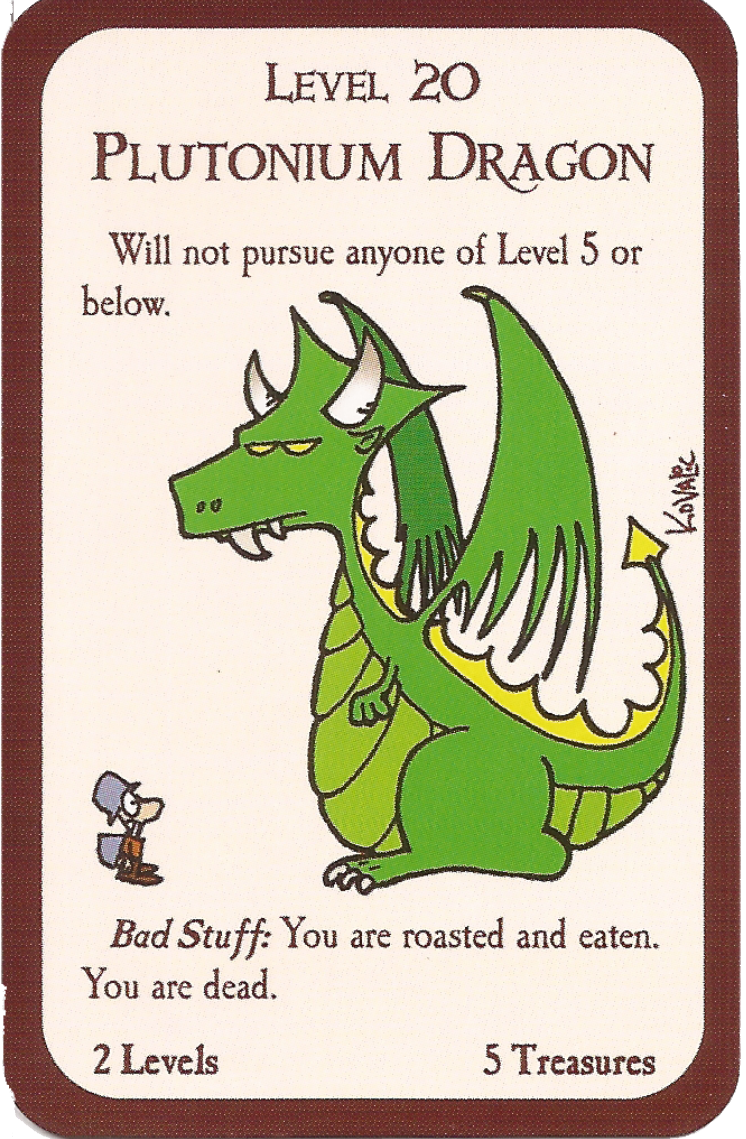 LEVEL 20
PLUTONIUM DRAGON
Will not pursue anyone of Level 5 or
below.
KOVALIC
Bad Stuff: You are roasted and eaten.
You are dead.
2 Levels
5 Treasures